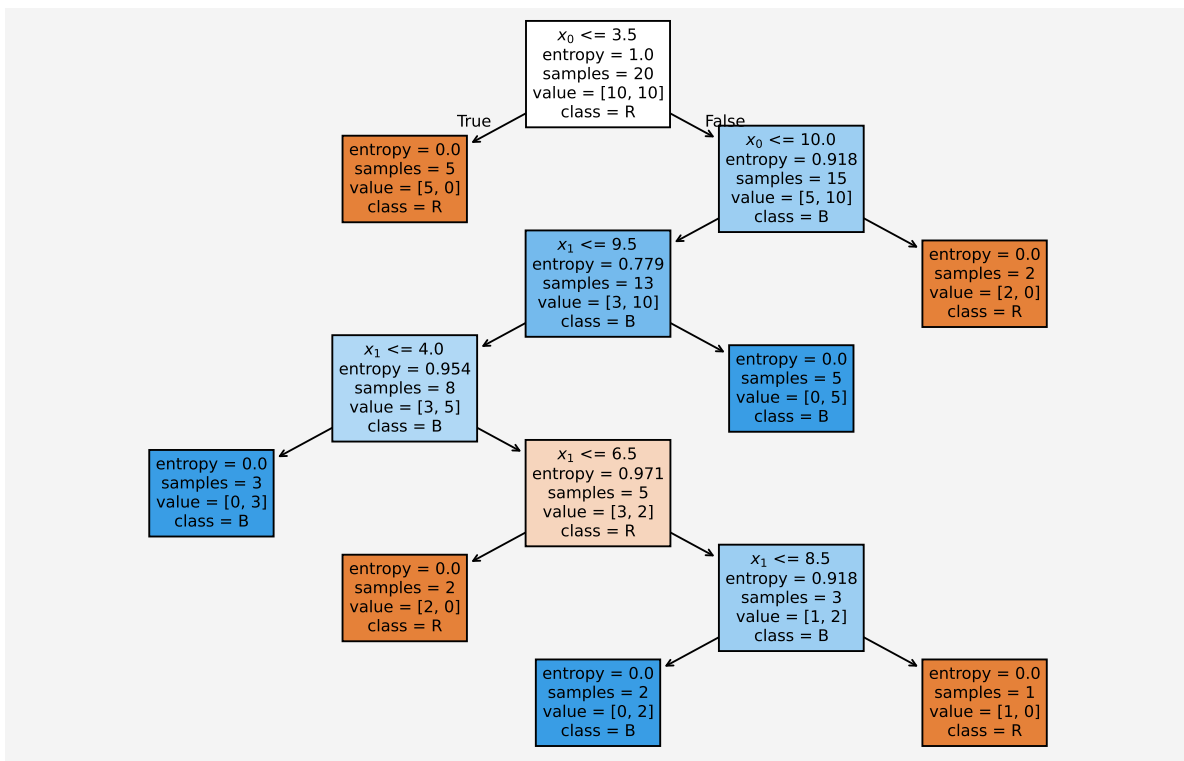 x₀ <= 3.5
entropy = 1.0
samples = 20
value = [10, 10]
class = R
True
False
entropy = 0.0
samples = 5
value = [5, 0]
class = R
x₀ <= 10.0
entropy = 0.918
samples = 15
value = [5, 10]
class = B
x₁ <= 9.5
entropy = 0.779
samples = 13
value = [3, 10]
class = B
entropy = 0.0
samples = 2
value = [2, 0]
class = R
x₁ <= 4.0
entropy = 0.954
samples = 8
value = [3, 5]
class = B
entropy = 0.0
samples = 5
value = [0, 5]
class = B
entropy = 0.0
samples = 3
value = [0, 3]
class = B
x₁ <= 6.5
entropy = 0.971
samples = 5
value = [3, 2]
class = R
entropy = 0.0
samples = 2
value = [2, 0]
class = R
x₁ <= 8.5
entropy = 0.918
samples = 3
value = [1, 2]
class = B
entropy = 0.0
samples = 2
value = [0, 2]
class = B
entropy = 0.0
samples = 1
value = [1, 0]
class = R